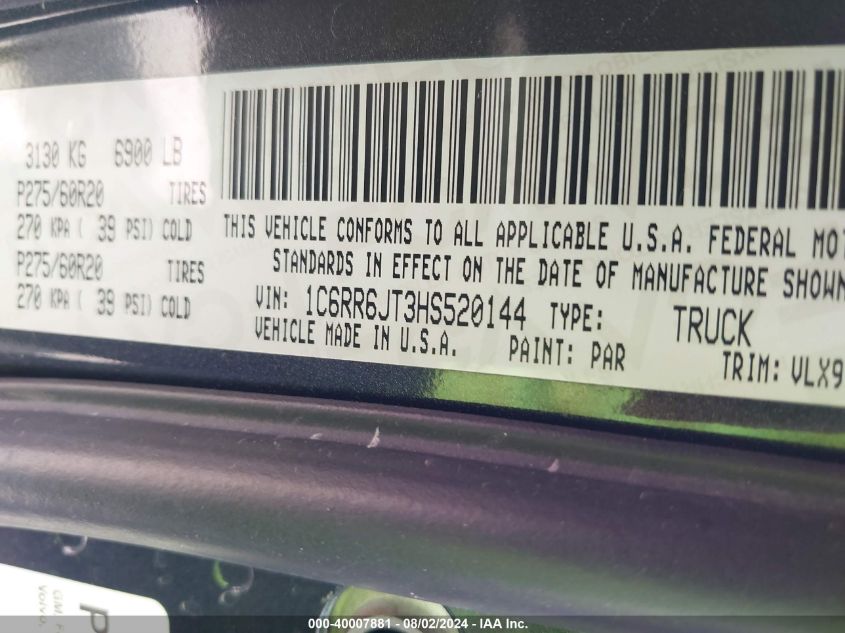 3130 KG 6900 LB
P275/60R20 TIRES
270 KPA ( 39 PSI) COLD
P275/60R20 TIRES
270 KPA ( 39 PSI) COLD
THIS VEHICLE CONFORMS TO ALL APPLICABLE U.S.A. FEDERAL MOT
STANDARDS IN EFFECT ON THE DATE OF MANUFACTURE SHOWN
VIN: 1C6RR6JT3HS520144 TYPE: TRUCK
VEHICLE MADE IN U.S.A. PAINT: PAR TRIM: VLX9
P
GM, F
VOLVO,
000-40007881 - 08/02/2024 - IAA Inc.